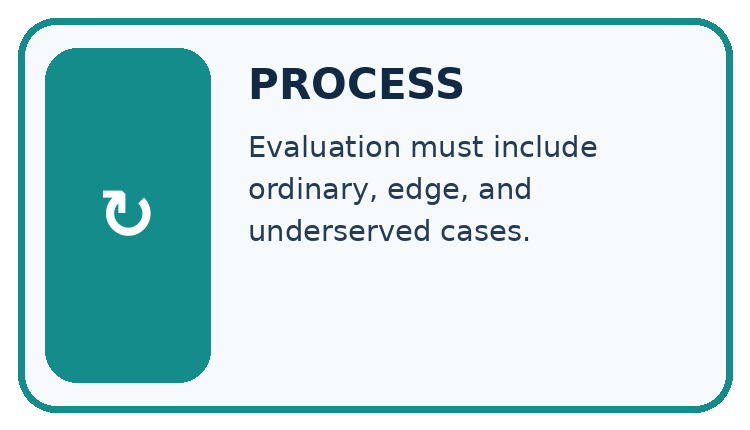 PROCESS
Evaluation must include
ordinary, edge, and
underserved cases.